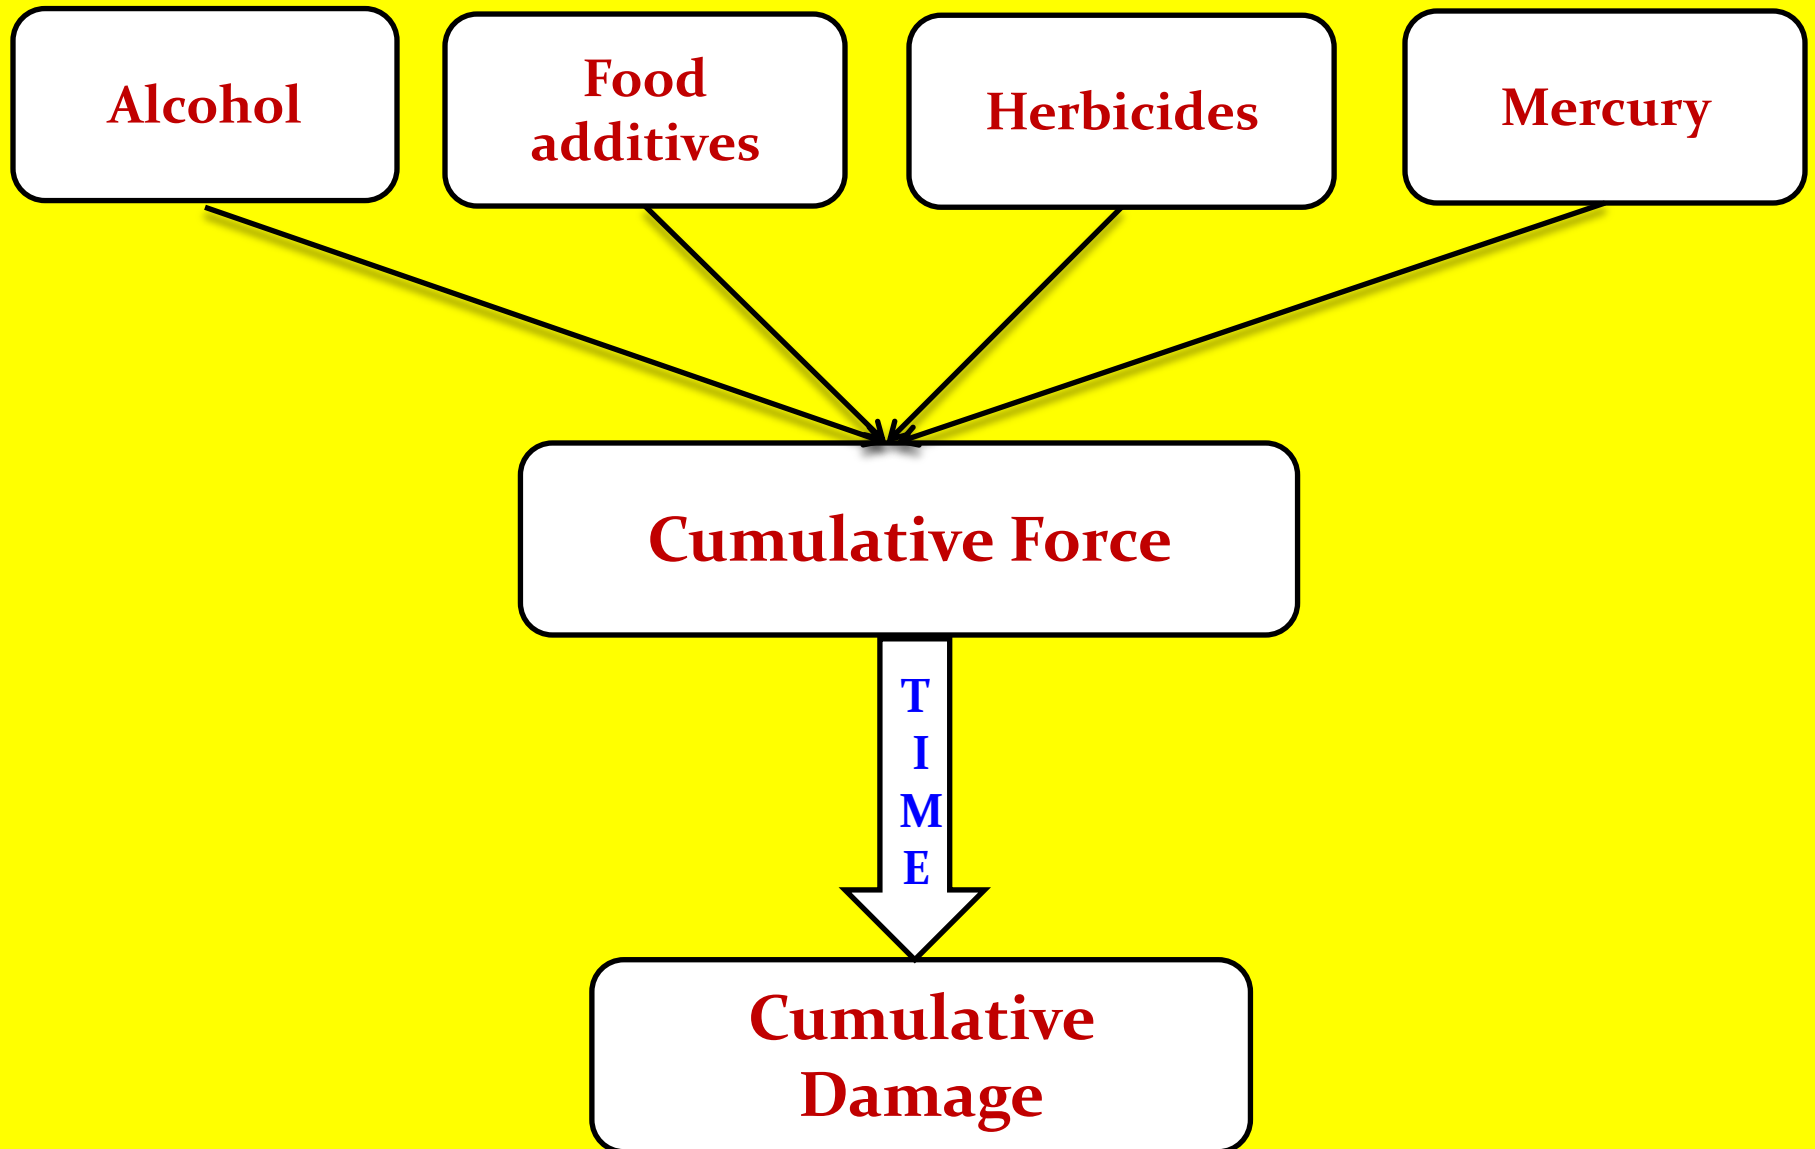 Alcohol
Food
additives
Herbicides
Mercury
Cumulative Force
T
I
M
E
Cumulative
Damage